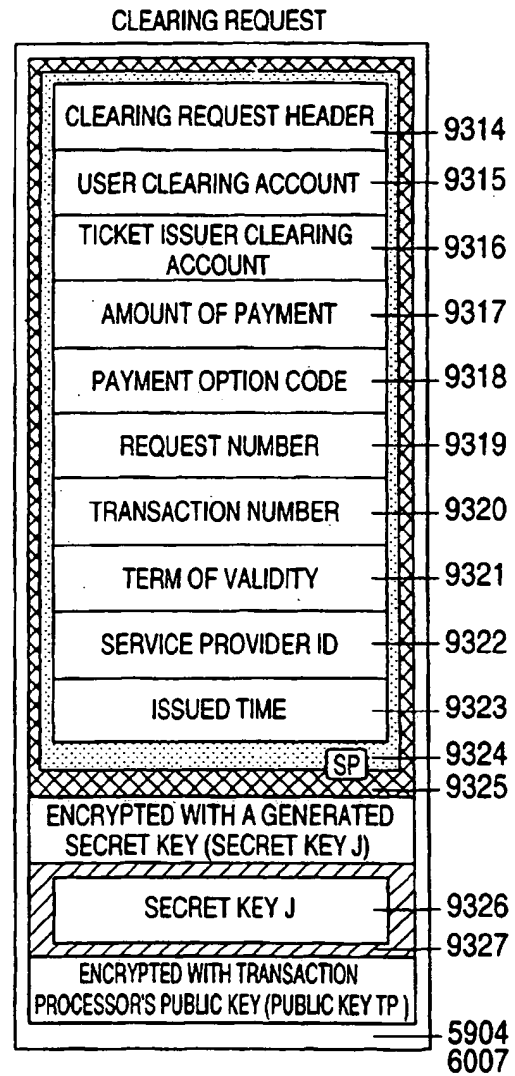 CLEARING REQUEST
CLEARING REQUEST HEADER
9314
USER CLEARING ACCOUNT
9315
TICKET ISSUER CLEARING
ACCOUNT
9316
AMOUNT OF PAYMENT
9317
PAYMENT OPTION CODE
9318
REQUEST NUMBER
9319
TRANSACTION NUMBER
9320
TERM OF VALIDITY
9321
SERVICE PROVIDER ID
9322
ISSUED TIME
9323
SP
9324
9325
ENCRYPTED WITH A GENERATED
SECRET KEY (SECRET KEY J)
SECRET KEY J
9326
9327
ENCRYPTED WITH TRANSACTION
PROCESSOR'S PUBLIC KEY (PUBLIC KEY TP )
5904
6007